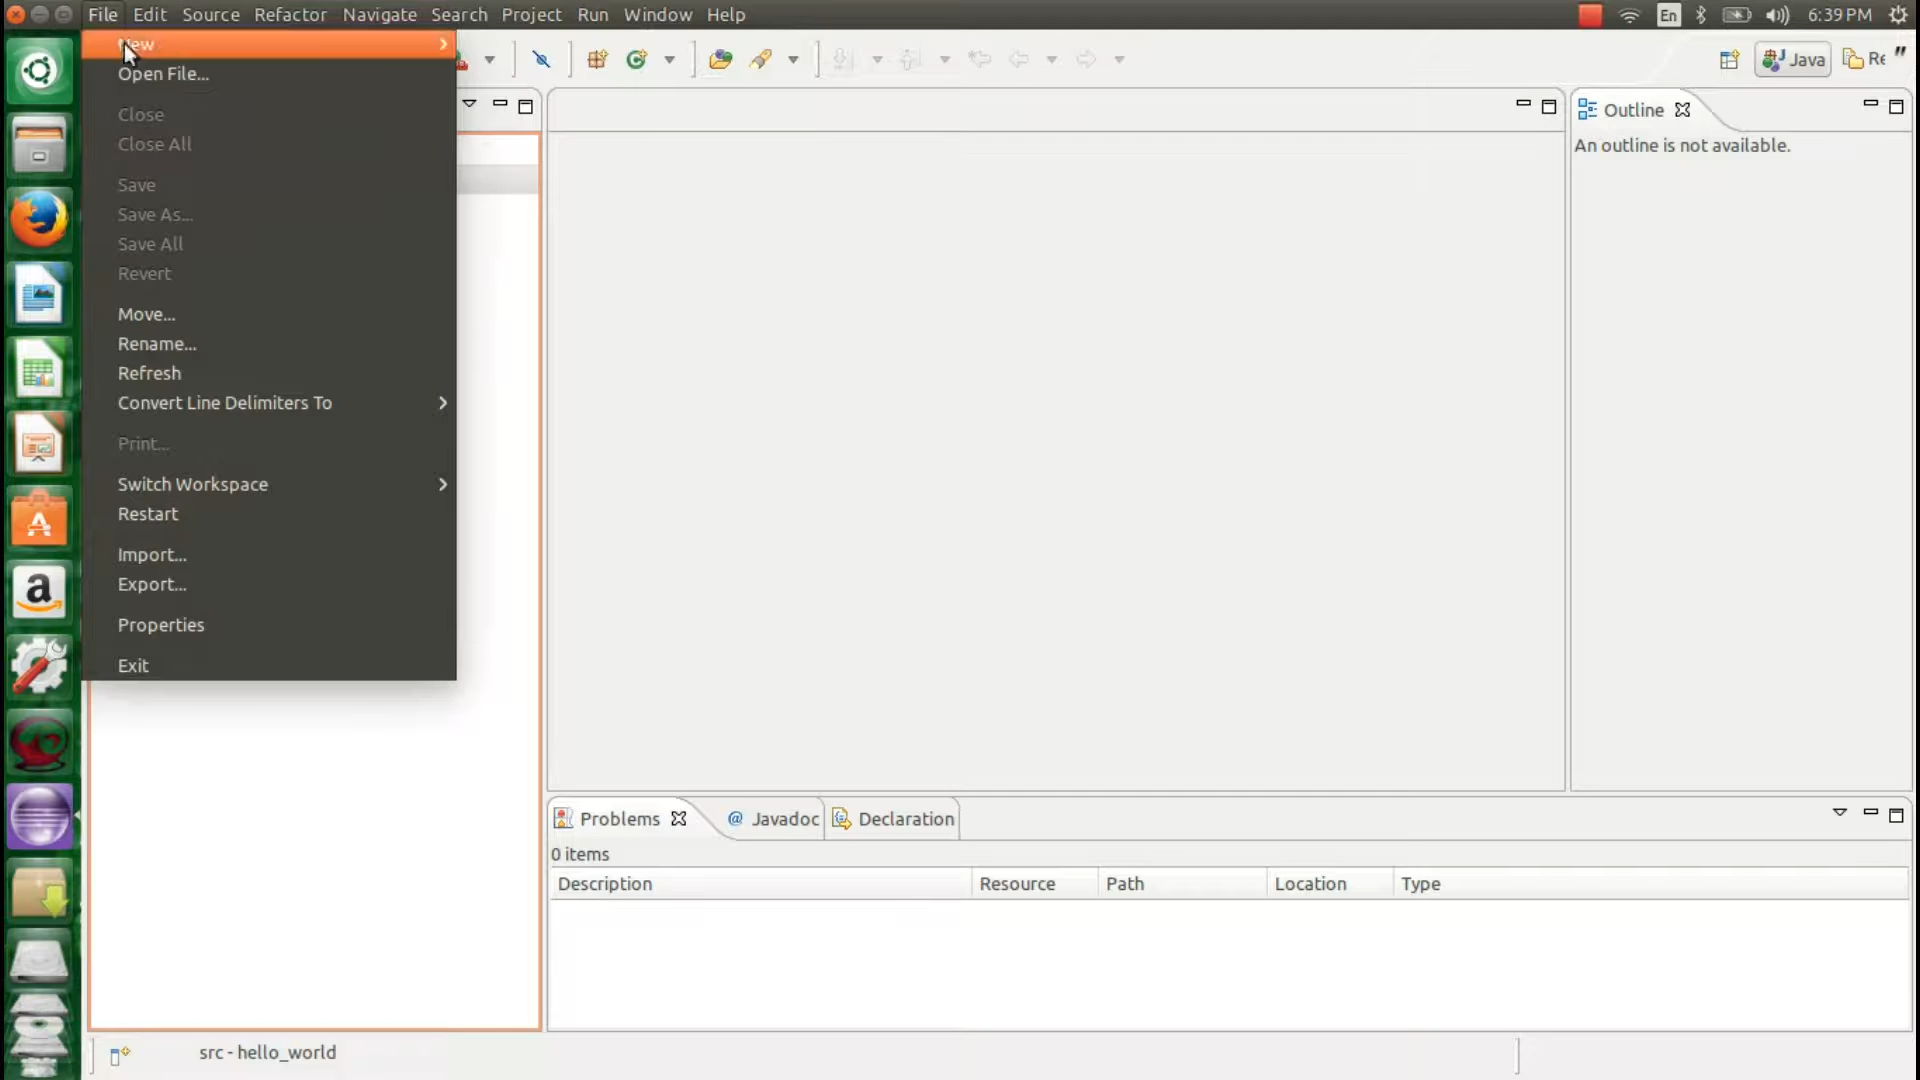 File Edit Source Refactor Navigate Search Project Run Window Help
En
6:39 PM
New
Open File...
Close
Close All
Save
Save As...
Save All
Revert
Move...
Rename...
Refresh
Convert Line Delimiters To
Print...
Switch Workspace
Restart
Import...
Export...
Properties
Exit
Java
Re
Outline
An outline is not available.
Problems
@ Javadoc
Declaration
0 items
Description Resource Path Location Type
src - hello_world